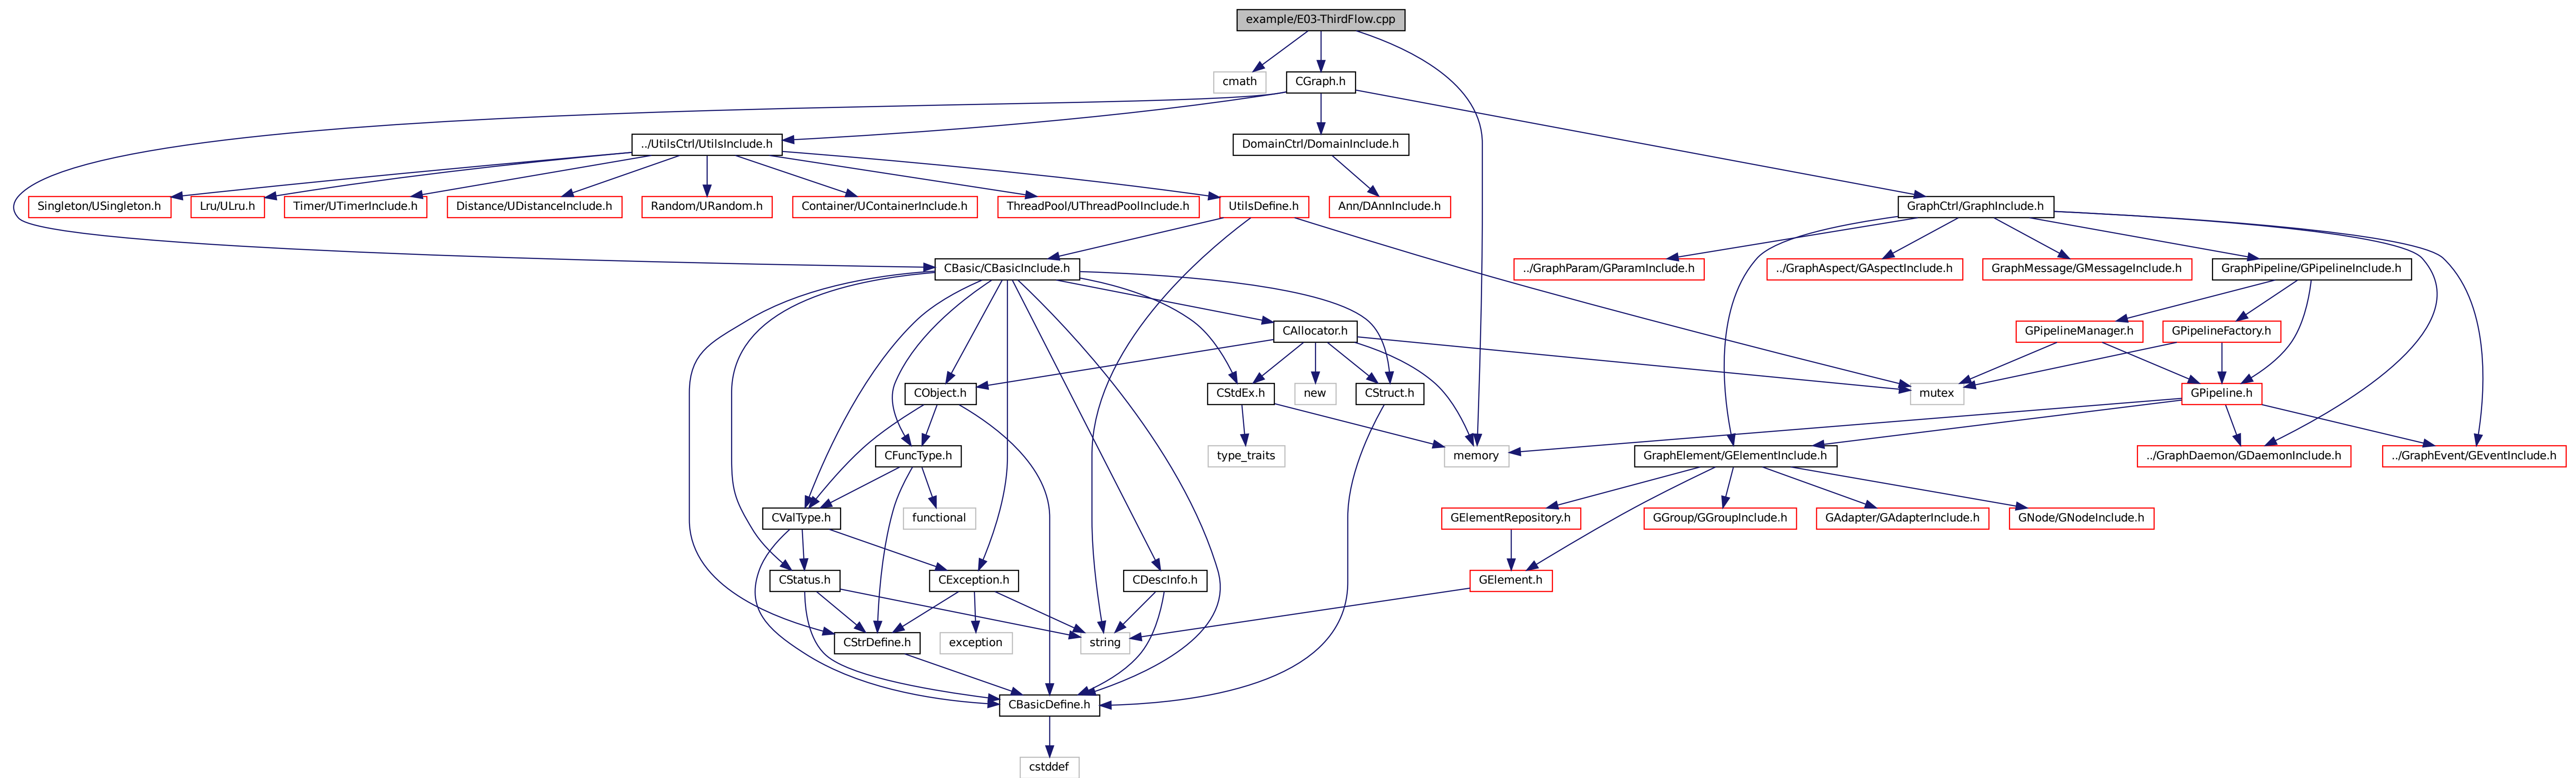 example/E03-ThirdFlow.cpp
cmath
CGraph.h
../UtilsCtrl/UtilsInclude.h
DomainCtrl/DomainInclude.h
Singleton/USingleton.h
Lru/ULru.h
Timer/UTimerInclude.h
Distance/UDistanceInclude.h
Random/URandom.h
Container/UContainerInclude.h
ThreadPool/UThreadPoolInclude.h
UtilsDefine.h
Ann/DAnnInclude.h
GraphCtrl/GraphInclude.h
CBasic/CBasicInclude.h
../GraphParam/GParamInclude.h
../GraphAspect/GAspectInclude.h
GraphMessage/GMessageInclude.h
GraphPipeline/GPipelineInclude.h
CAllocator.h
GPipelineManager.h
GPipelineFactory.h
CObject.h
CStdEx.h
new
CStruct.h
mutex
GPipeline.h
CFuncType.h
type_traits
memory
GraphElement/GElementInclude.h
../GraphDaemon/GDaemonInclude.h
../GraphEvent/GEventInclude.h
CValType.h
functional
GElementRepository.h
GGroup/GGroupInclude.h
GAdapter/GAdapterInclude.h
GNode/GNodeInclude.h
CStatus.h
CException.h
CDescInfo.h
GElement.h
CStrDefine.h
exception
string
CBasicDefine.h
cstddef